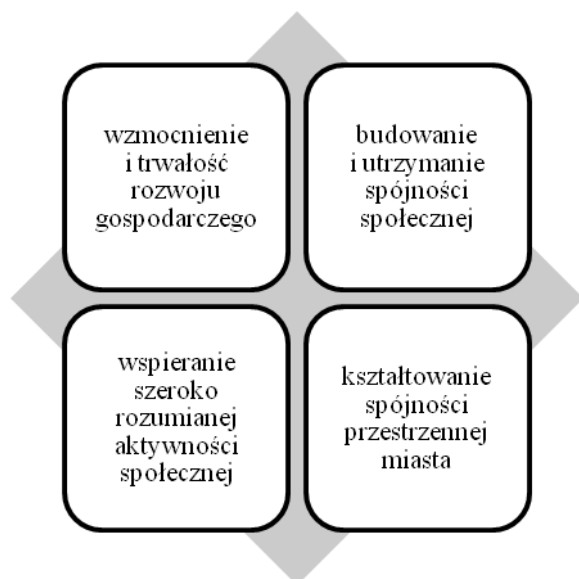 wzmocnienie
i trwałość
rozwoju
gospodarczego
budowanie
i utrzymanie
spójności
społecznej
wspieranie
szeroko
rozumianej
aktywności
społecznej
kształtowanie
spójności
przestrzennej
miasta